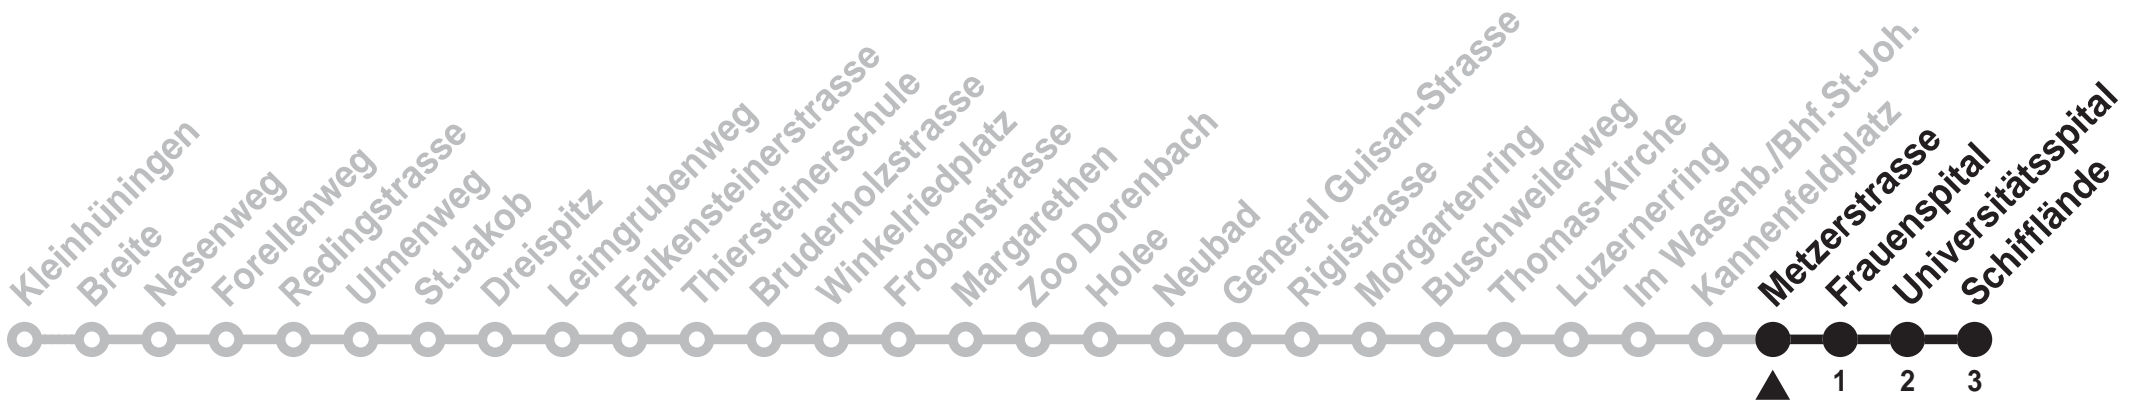 Kleinhüningen
Breite
Nasenweg
Forellenweg
Redingstrasse
Ulmenweg
St.Jakob
Dreispitz
Leimgrubenweg
Falkensteinerstrasse
Thiersteinerschule
Bruderholzstrasse
Winkelriedplatz
Frobenstrasse
Margarethen
Zoo Dorenbach
Holee
Neubad
General Guisan-Strasse
Rigistrasse
Morgartenring
Buschweilerweg
Thomas-Kirche
Luzernerring
Im Wasenb./Bhf.St.Joh.
Kannenfeldplatz
Metzerstrasse
Frauenspital
Universitätsspital
Schifflände
1 2 3